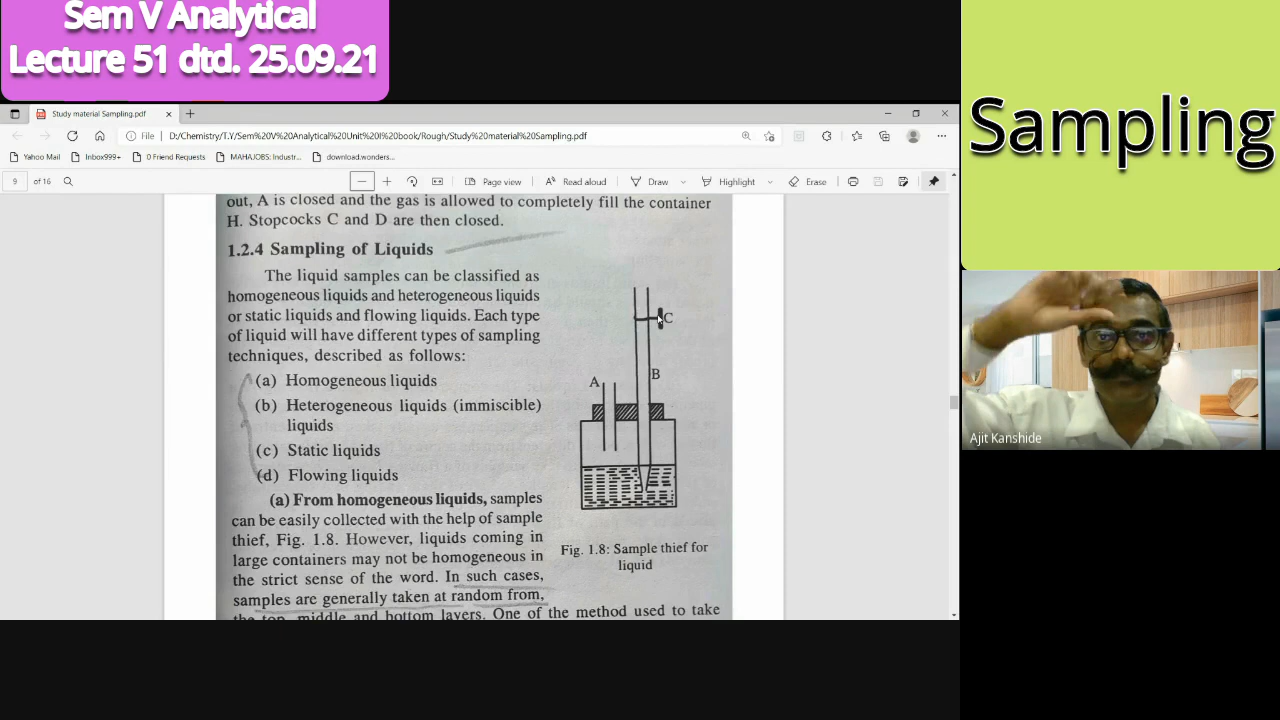 Sem V Analytical
Lecture 51 dtd. 25.09.21
Sampling
Study material Sampling.pdf
File
D:/Chemistry/T.Y/Sem%20V%20Analytical%20Unit%20I%20book/Rough/Study%20material%20Sampling.pdf
Yahoo Mail
Inbox999+
0 Friend Requests
MAHAJOBS: Industr...
download.wonders...
9 of 16
Page view
Read aloud
Draw
Highlight
Erase
out, A is closed and the gas is allowed to completely fill the container
H. Stopcocks C and D are then closed.
1.2.4 Sampling of Liquids
The liquid samples can be classified as
homogeneous liquids and heterogeneous liquids
or static liquids and flowing liquids. Each type
of liquid will have different types of sampling
techniques, described as follows:
(a) Homogeneous liquids
(b) Heterogeneous liquids (immiscible)
liquids
(c) Static liquids
(d) Flowing liquids
(a) From homogeneous liquids, samples
can be easily collected with the help of sample
thief, Fig. 1.8. However, liquids coming in
large containers may not be homogeneous in
the strict sense of the word. In such cases,
samples are generally taken at random from,
the top, middle and bottom layers. One of the method used to take
C
B
A
Fig. 1.8: Sample thief for
liquid
Ajit Kanshide